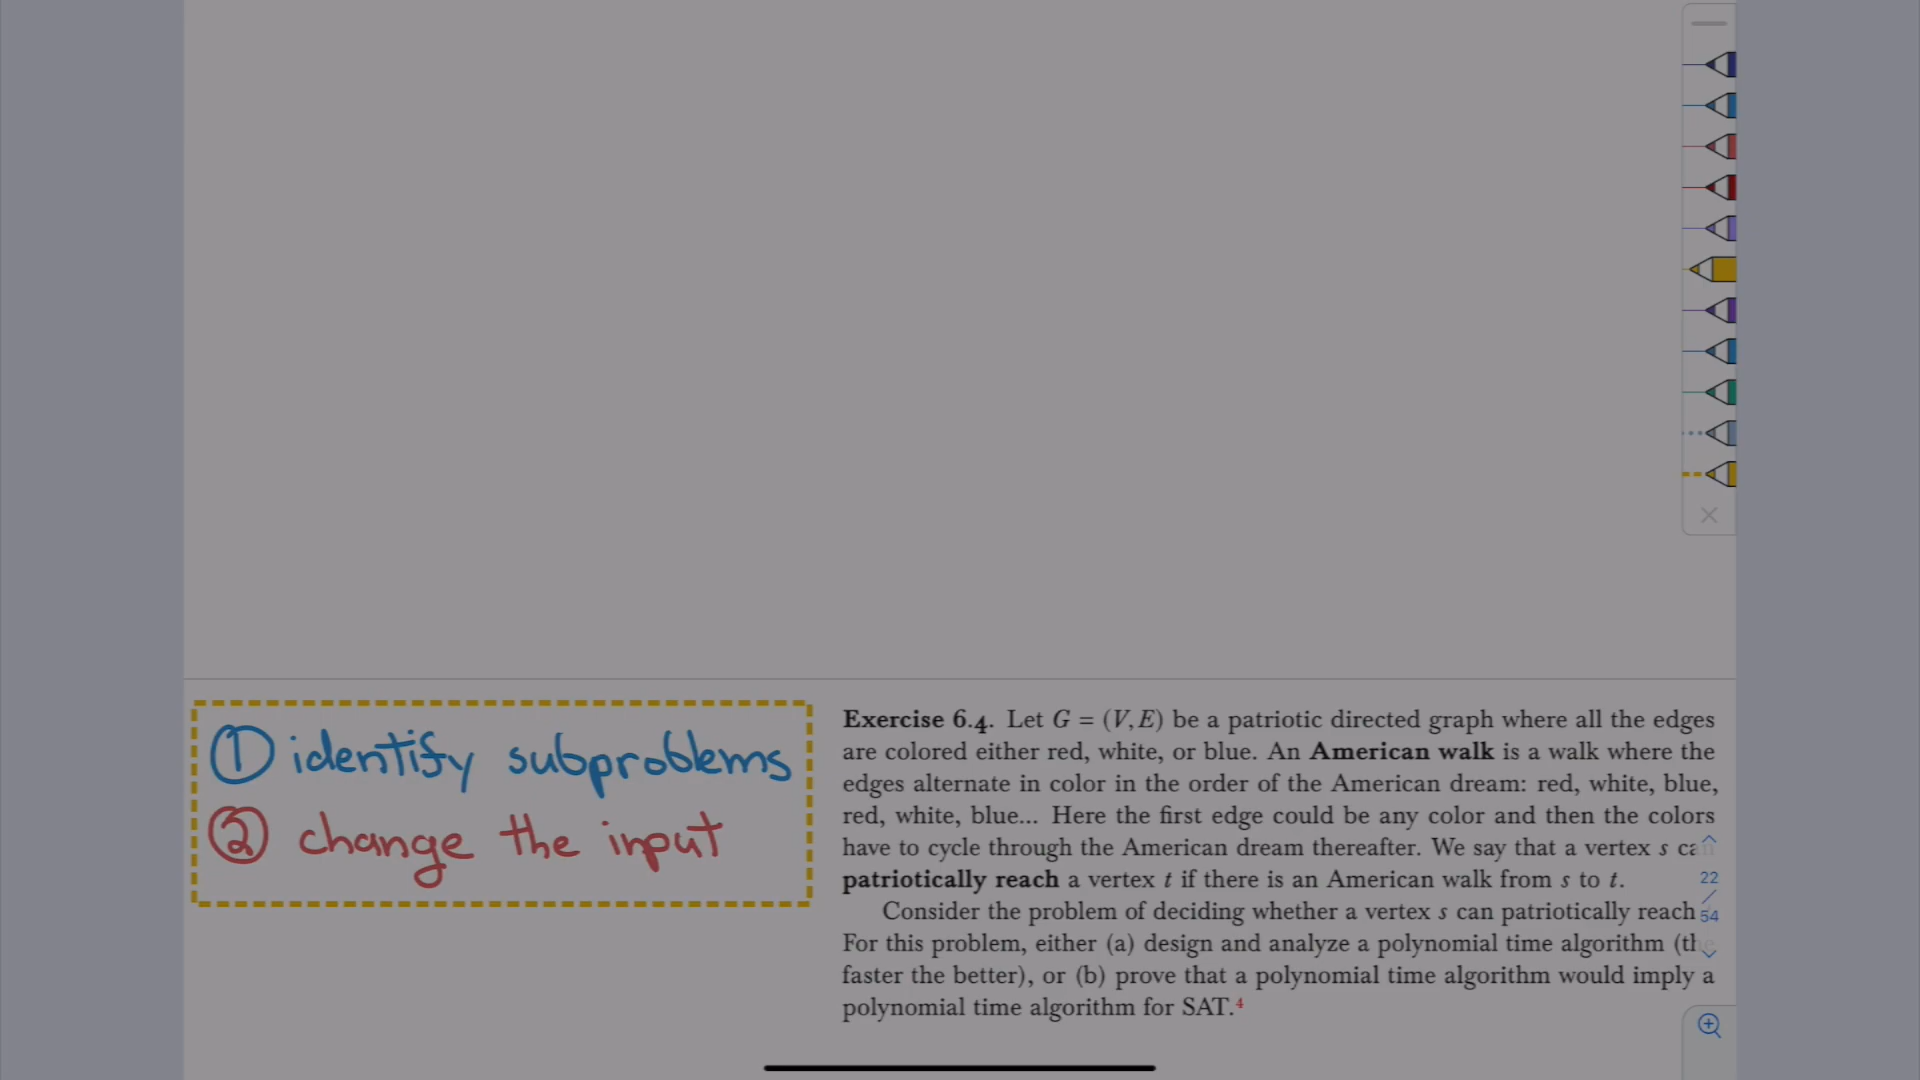 ① identify subproblems
② change the input
Exercise 6.4. Let G = (V, E) be a patriotic directed graph where all the edges
are colored either red, white, or blue. An American walk is a walk where the
edges alternate in color in the order of the American dream: red, white, blue,
red, white, blue... Here the first edge could be any color and then the colors
have to cycle through the American dream thereafter. We say that a vertex s can
patriotically reach a vertex t if there is an American walk from s to t.
Consider the problem of deciding whether a vertex s can patriotically reach
For this problem, either (a) design and analyze a polynomial time algorithm (the
faster the better), or (b) prove that a polynomial time algorithm would imply a
polynomial time algorithm for SAT.⁴
22
/
54